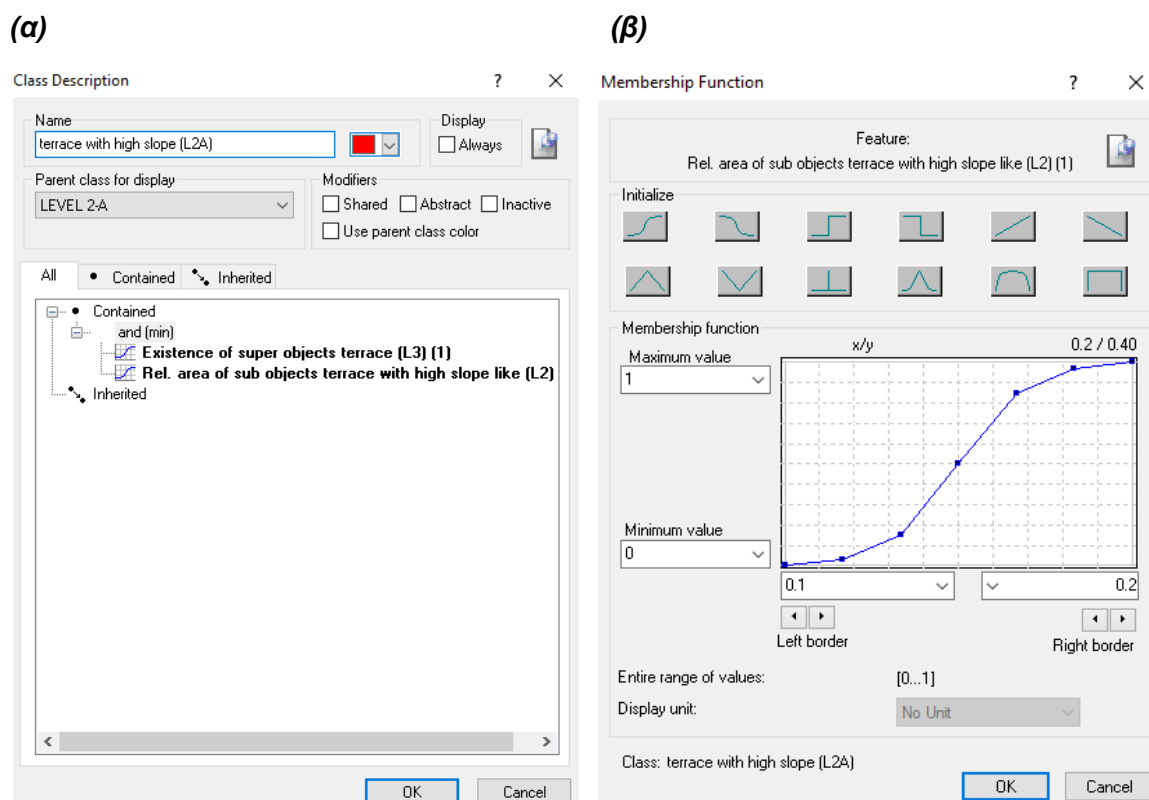 (α)
(β)
Class Description
?
Name
terrace with high slope (L2A)
Display
Always
Parent class for display
LEVEL 2-A
Modifiers
Shared
Abstract
Inactive
Use parent class color
All
Contained
Inherited
Contained
and (min)
Existence of super objects terrace (L3) (1)
Rel. area of sub objects terrace with high slope like (L2)
Inherited
OK
Cancel
Membership Function
?
Feature:
Rel. area of sub objects terrace with high slope like (L2) (1)
Initialize
Membership function
Maximum value
x/y
0.2 / 0.40
1
Minimum value
0
0.1
0.2
Left border
Right border
Entire range of values:
[0...1]
Display unit:
No Unit
Class: terrace with high slope (L2A)
OK
Cancel